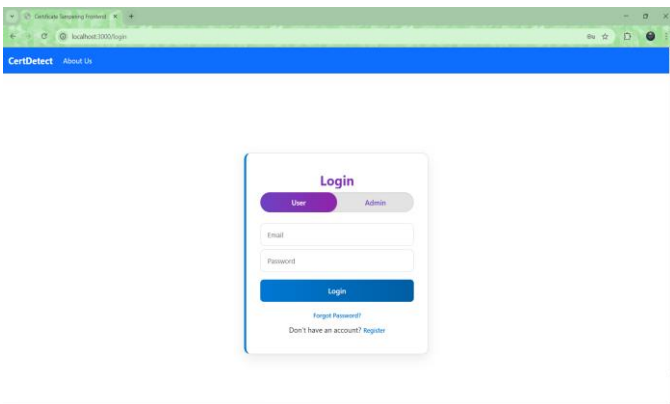 Certificate Tampering Frontend
localhost:3000/login
CertDetect About Us
Login
User Admin
Email
Password
Login
Forgot Password?
Don't have an account? Register